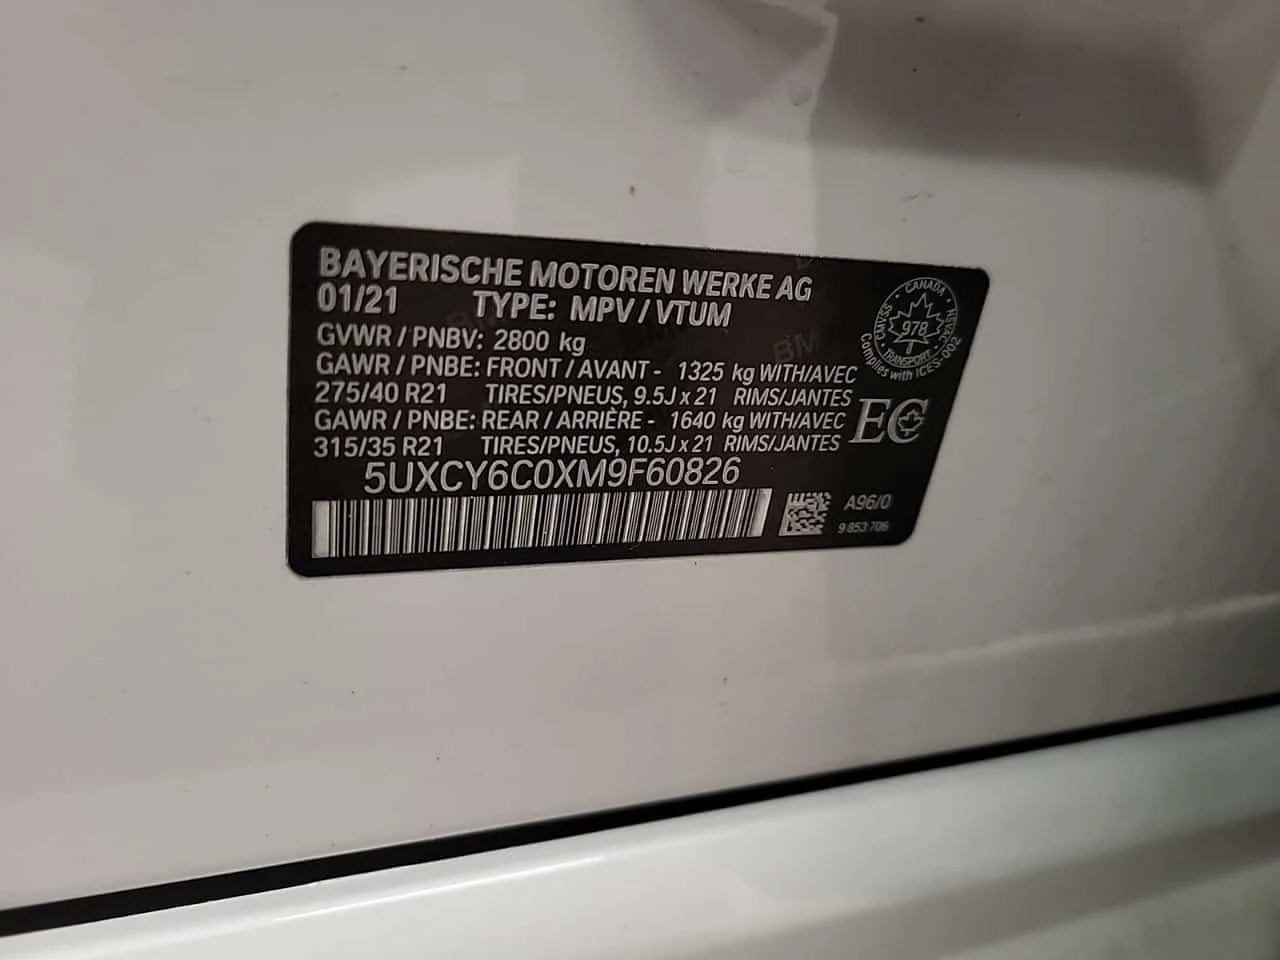 BAYERISCHE MOTOREN WERKE AG
01/21 TYPE: MPV / VTUM
GVWR / PNBV: 2800 kg
GAWR / PNBE: FRONT / AVANT - 1325 kg WITH/AVEC
275/40 R21 TIRES/PNEUS, 9.5J x 21 RIMS/JANTES
GAWR / PNBE: REAR / ARRIÈRE - 1640 kg WITH/AVEC
315/35 R21 TIRES/PNEUS, 10.5J x 21 RIMS/JANTES
5UXCY6C0XM9F60826
CANADA
CMVSS 978 NSVAC
TRANSPORT
Complies with ICES-002
EC
A96/0
9 853 706